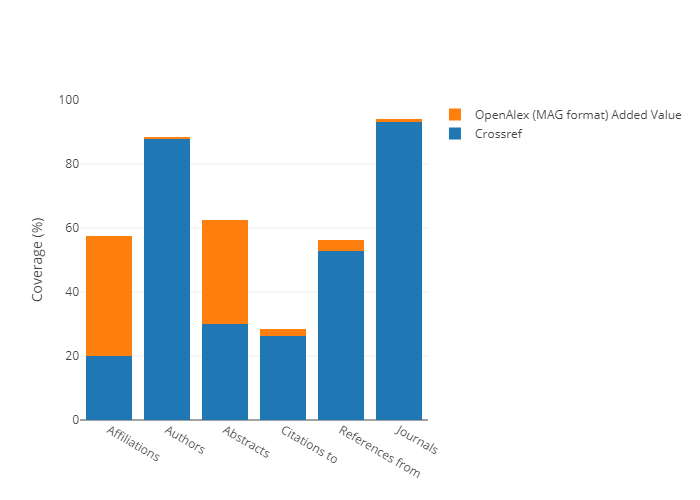 OpenAlex (MAG format) Added Value
Crossref
Coverage (%)
100
80
60
40
20
0
Affiliations
Authors
Abstracts
Citations to
References from
Journals